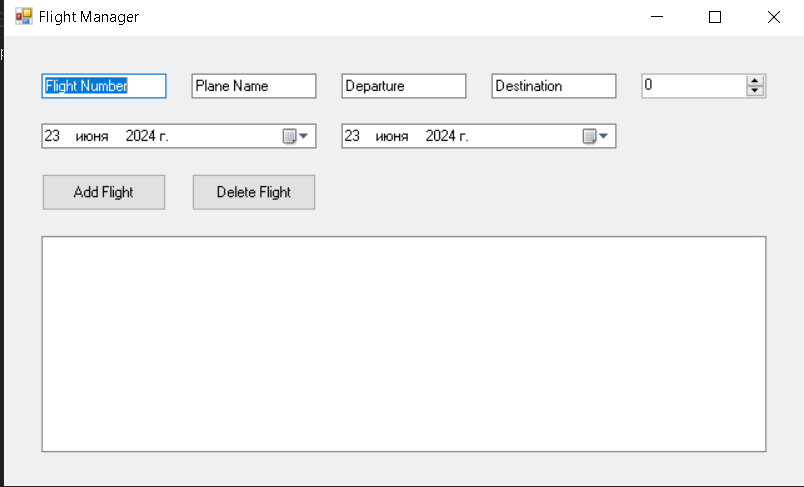 Flight Manager
Flight Number Plane Name Departure Destination 0
23 июня 2024 г. 23 июня 2024 г.
Add Flight Delete Flight